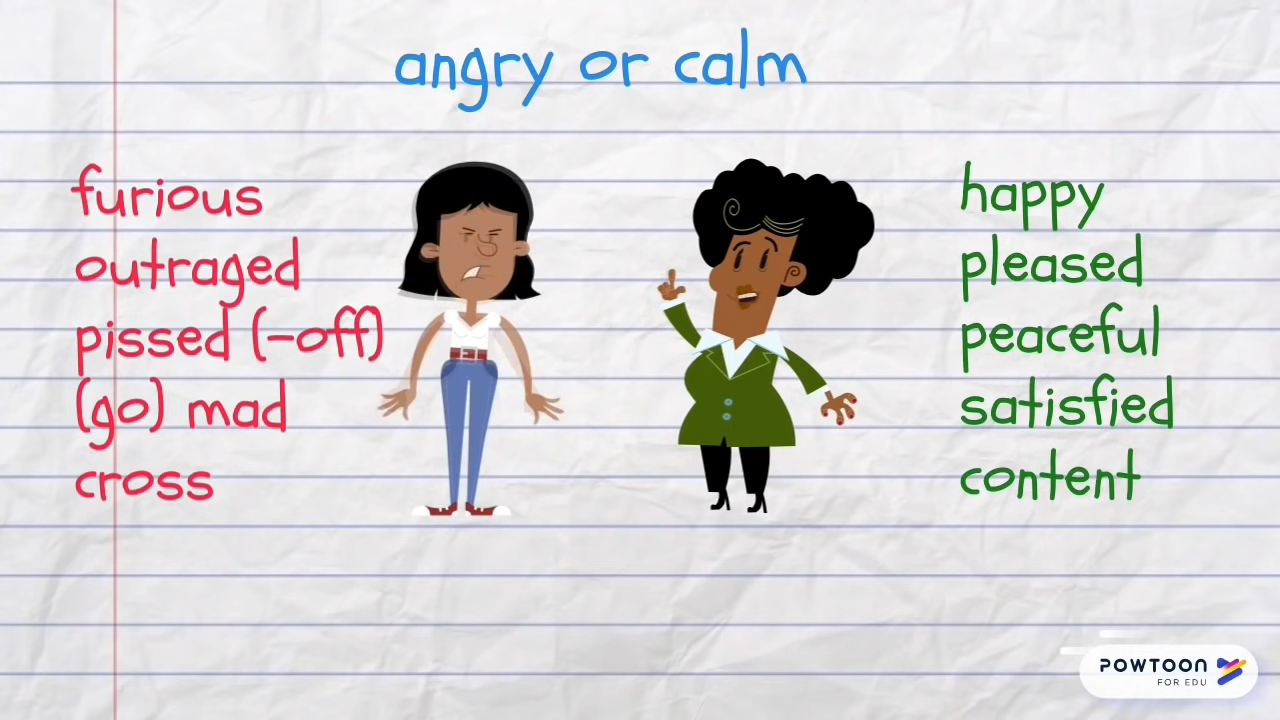 angry or calm
furious
outraged
pissed (-off)
(go) mad
cross
happy
pleased
peaceful
satisfied
content
POWTOON
FOR EDU